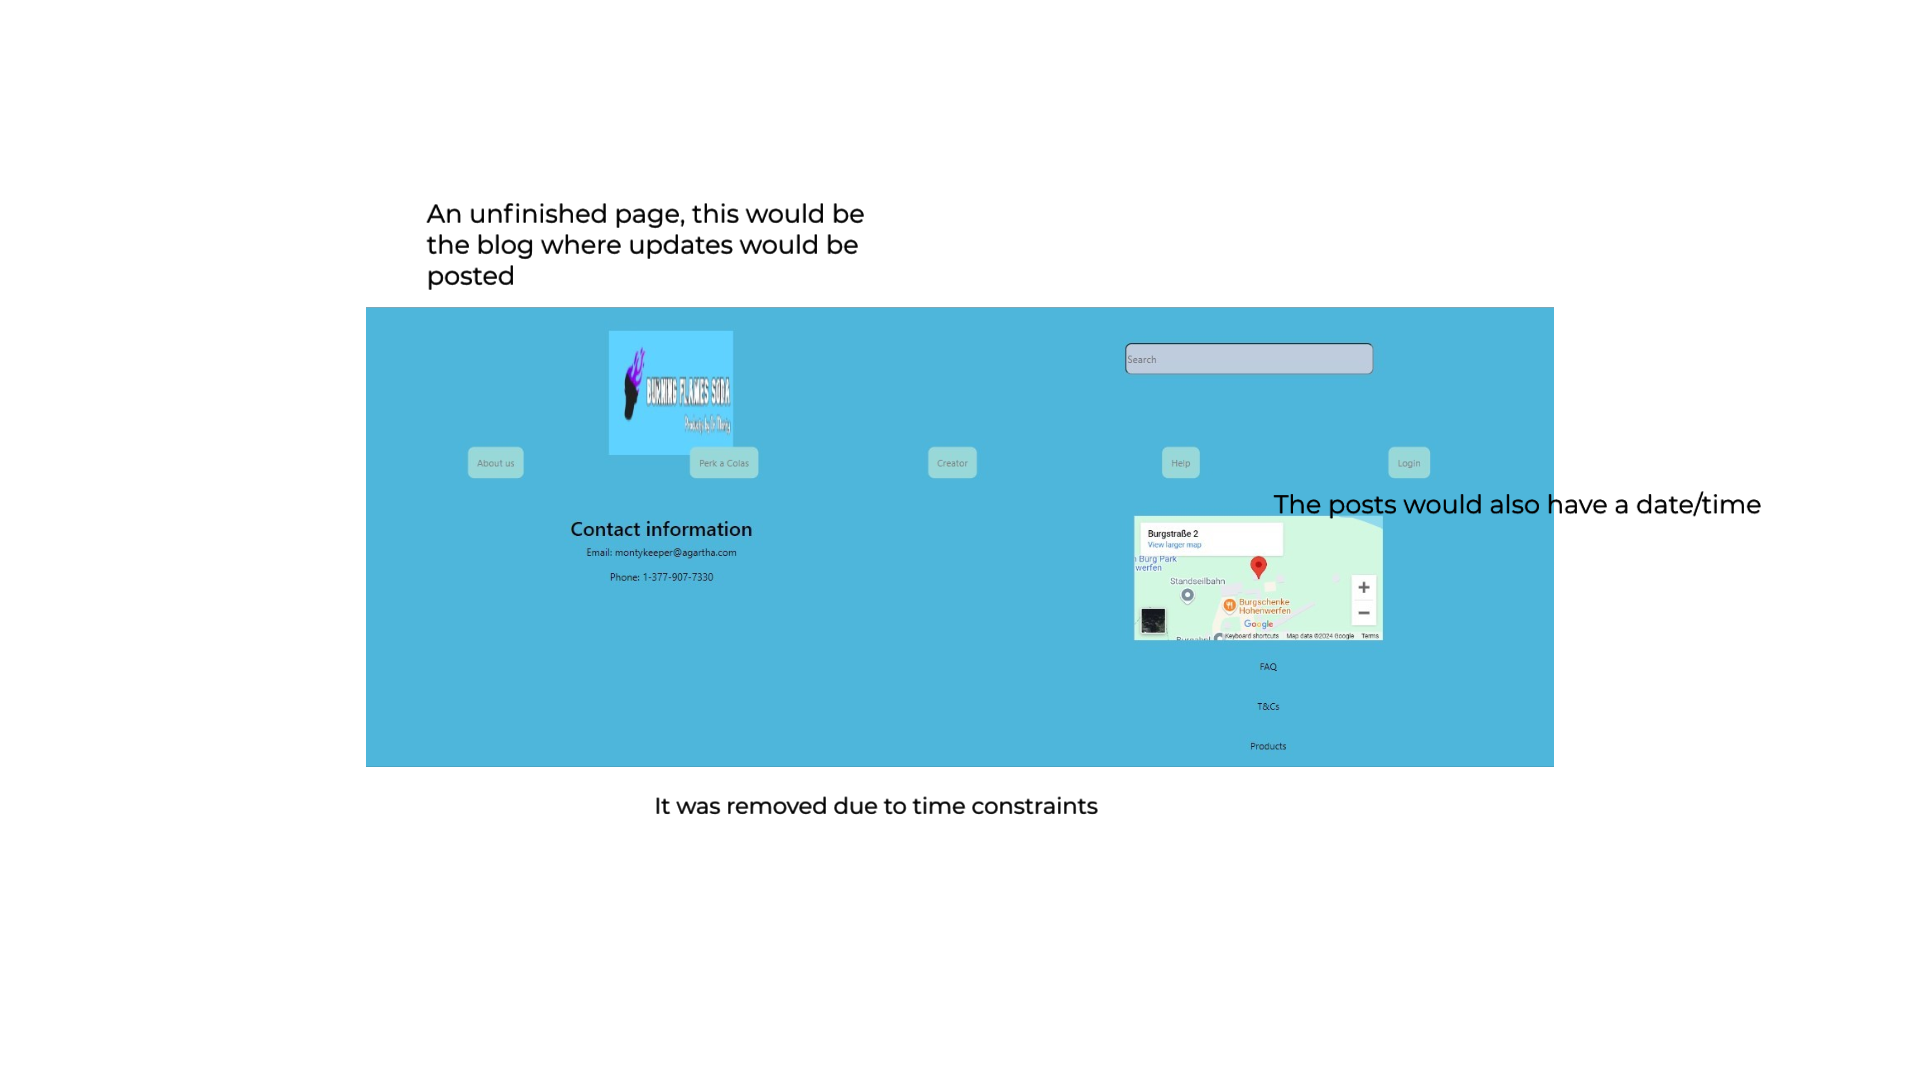 An unfinished page, this would be
the blog where updates would be
posted
BURNING FLAMES SODA
Search
About us
Perk a Colas
Creator
Help
Login
The posts would also have a date/time
Contact information
Email: montykeeper@agartha.com
Phone: 1-377-907-7330
Burgstraße 2
View larger map
Burg Park
werfen
Standseilbahn
Burgschenke
Hohenwerfen
Google
Keyboard shortcuts Map data ©2024 Google Terms
FAQ
T&Cs
Products
It was removed due to time constraints